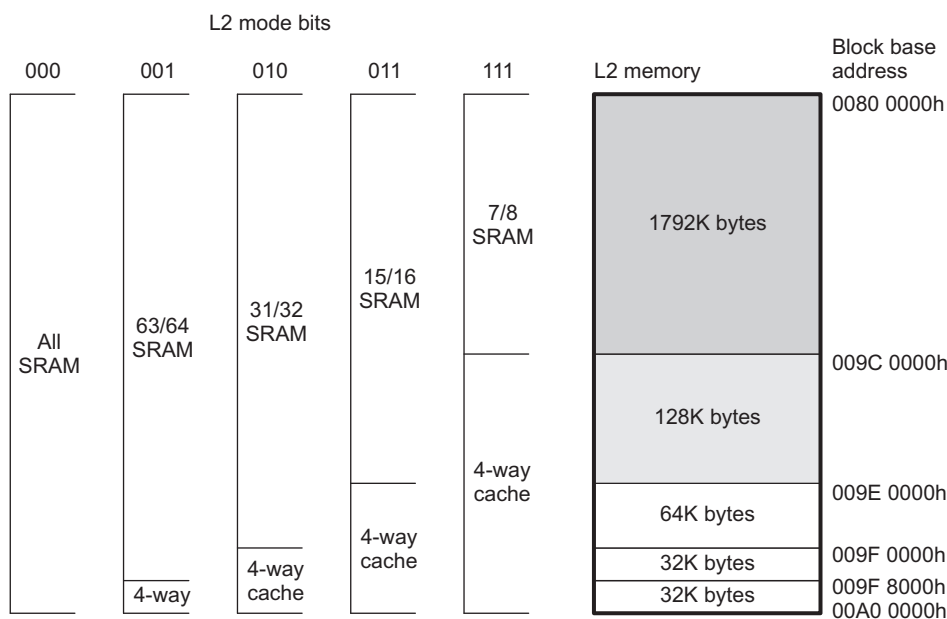 L2 mode bits
000 001 010 011 111 L2 memory
Block base
address
0080 0000h
7/8
SRAM
1792K bytes
15/16
SRAM
31/32
SRAM
63/64
SRAM
All
SRAM
009C 0000h
128K bytes
4-way
cache
009E 0000h
64K bytes
4-way
cache
009F 0000h
32K bytes
4-way
cache
009F 8000h
4-way
32K bytes
00A0 0000h